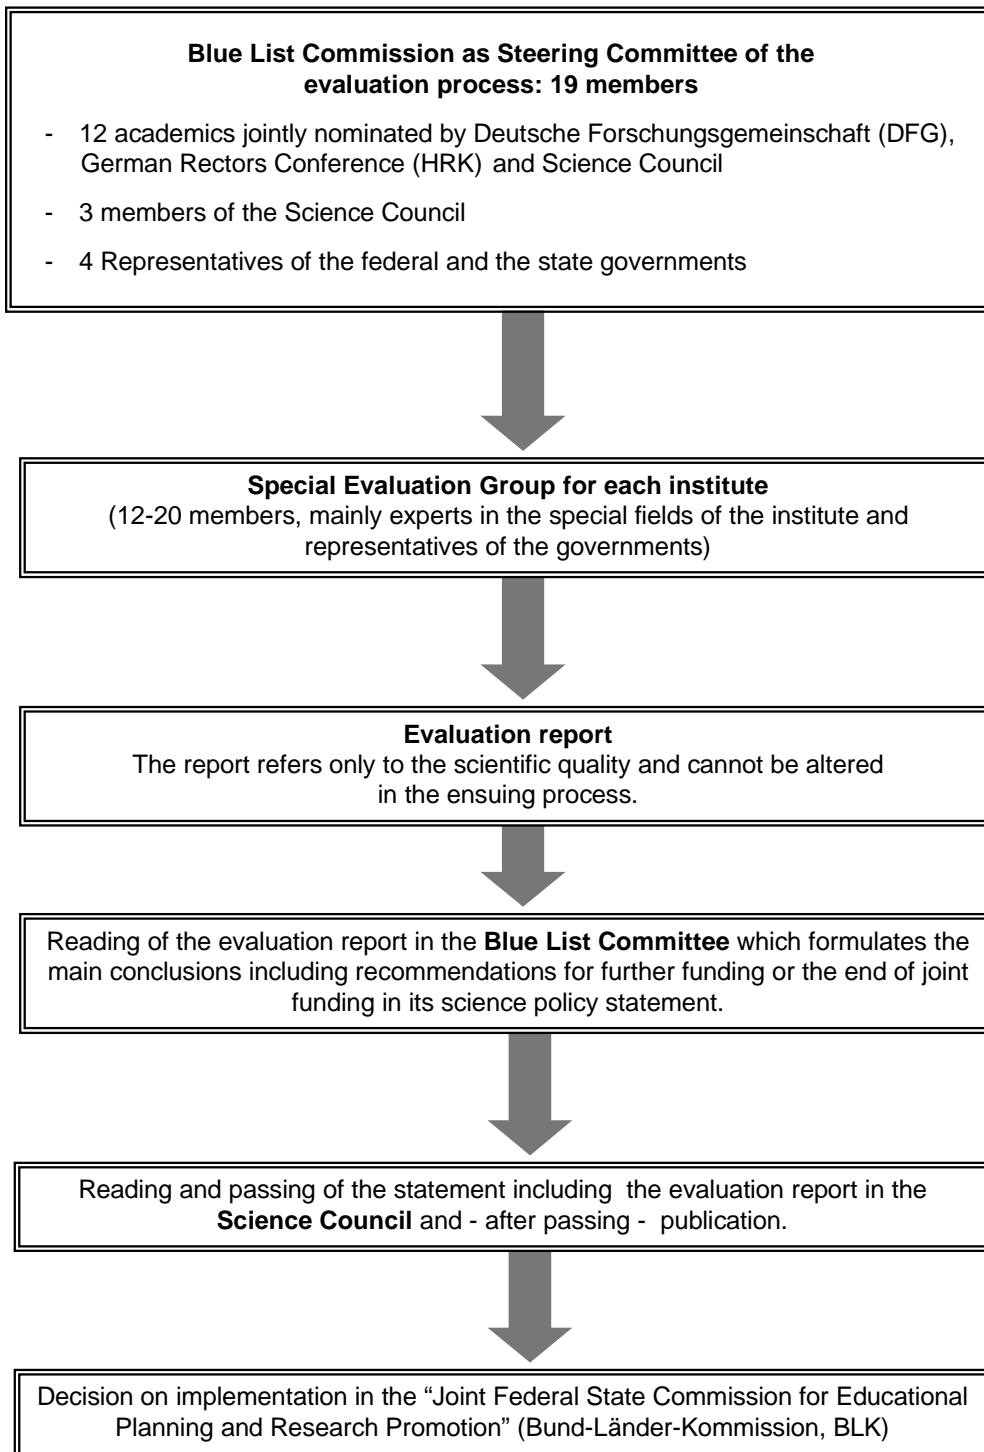 Blue List Commission as Steering Committee of the
evaluation process: 19 members
- 12 academics jointly nominated by Deutsche Forschungsgemeinschaft (DFG),
German Rectors Conference (HRK) and Science Council
- 3 members of the Science Council
- 4 Representatives of the federal and the state governments
Special Evaluation Group for each institute
(12-20 members, mainly experts in the special fields of the institute and
representatives of the governments)
Evaluation report
The report refers only to the scientific quality and cannot be altered
in the ensuing process.
Reading of the evaluation report in the Blue List Committee which formulates the
main conclusions including recommendations for further funding or the end of joint
funding in its science policy statement.
Reading and passing of the statement including the evaluation report in the
Science Council and - after passing - publication.
Decision on implementation in the “Joint Federal State Commission for Educational
Planning and Research Promotion” (Bund-Länder-Kommission, BLK)